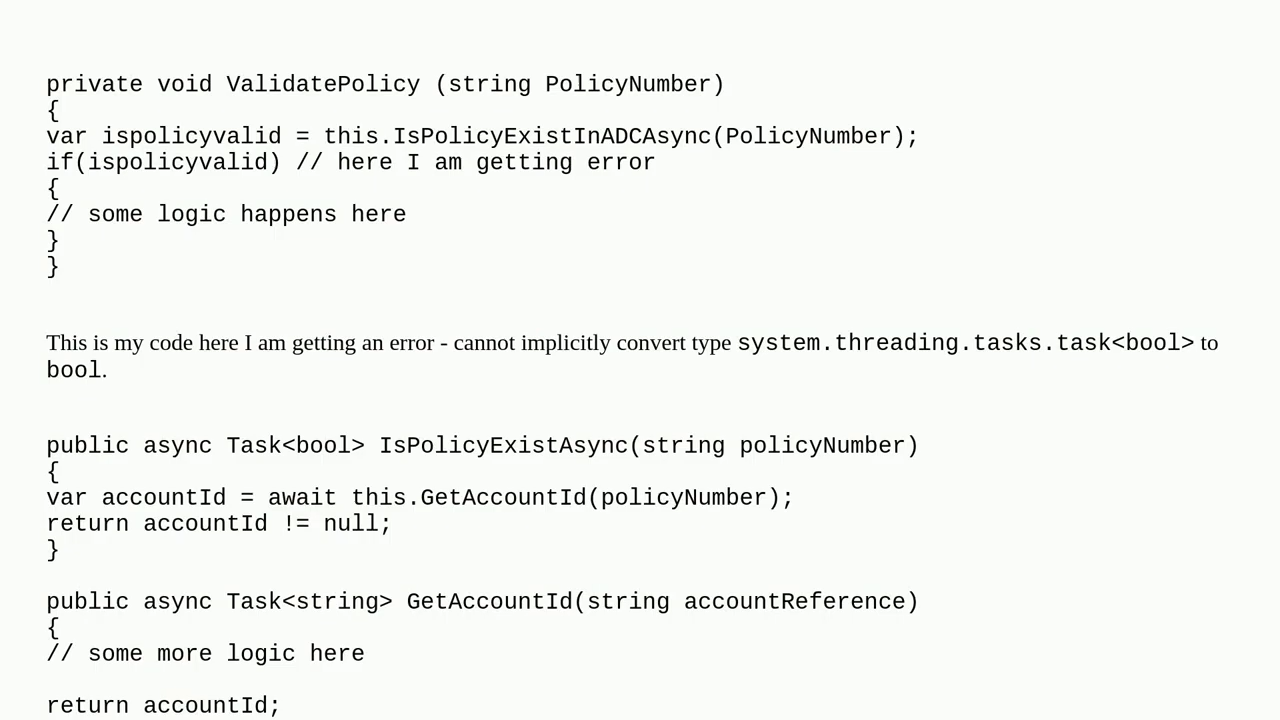 private void ValidatePolicy (string PolicyNumber)
{
var ispolicyvalid = this.IsPolicyExistInADCAsync(PolicyNumber);
if(ispolicyvalid) // here I am getting error
{
// some logic happens here
}
}
This is my code here I am getting an error - cannot implicitly convert type system.threading.tasks.task<bool> to
bool.
public async Task<bool> IsPolicyExistAsync(string policyNumber)
{
var accountId = await this.GetAccountId(policyNumber);
return accountId != null;
}
public async Task<string> GetAccountId(string accountReference)
{
// some more logic here
return accountId;